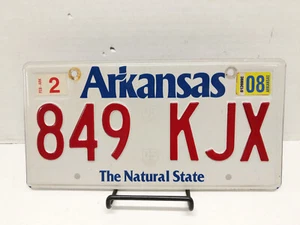 2 Arkansas 08
849 KJX
The Natural State